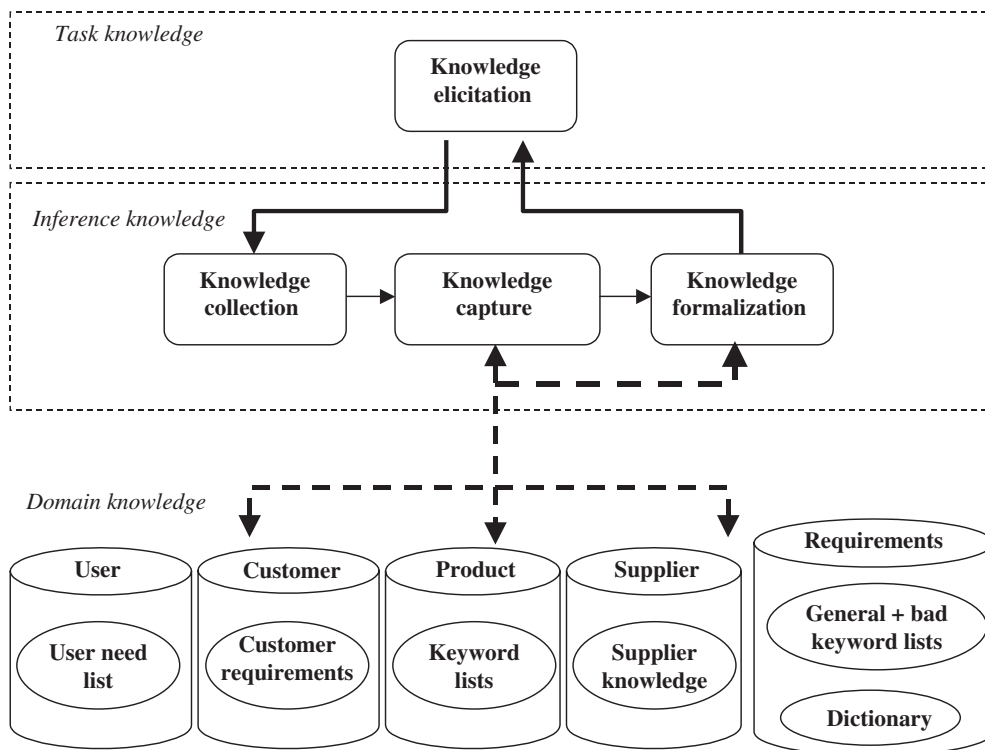 Task knowledge
Knowledge
elicitation
Inference knowledge
Knowledge
collection
Knowledge
capture
Knowledge
formalization
Domain knowledge
User
User need
list
Customer
Customer
requirements
Product
Keyword
lists
Supplier
Supplier
knowledge
Requirements
General + bad
keyword lists
Dictionary